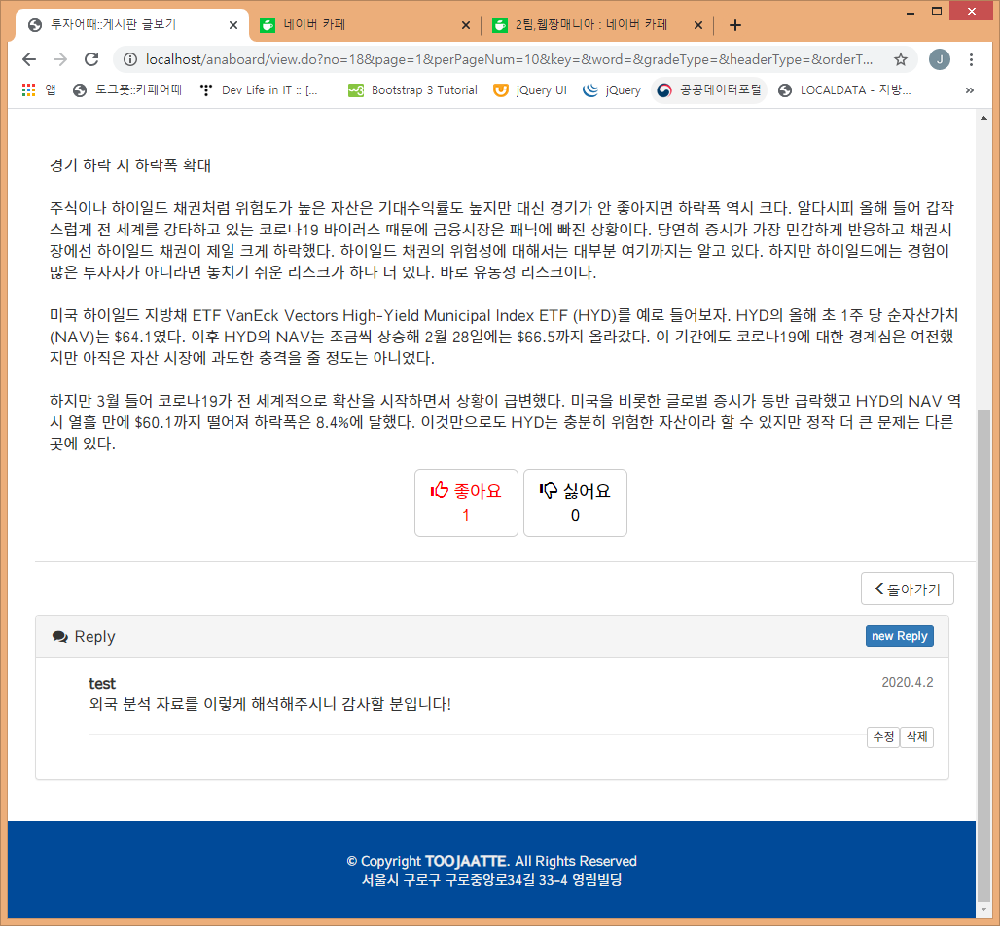 투자어때::게시판 글보기
네이버 카페
2팀,웹짱매니아 : 네이버 카페
localhost/anaboard/view.do?no=18&page=1&perPageNum=10&key=&word=&gradeType=&headerType=&orderT...
J
앱
도그풋::카페어때
Dev Life in IT :: [...
Bootstrap 3 Tutorial
jQuery UI
jQuery
공공데이터포털
LOCALDATA - 지방...
»
경기 하락 시 하락폭 확대
주식이나 하이일드 채권처럼 위험도가 높은 자산은 기대수익률도 높지만 대신 경기가 안 좋아지면 하락폭 역시 크다. 알다시피 올해 들어 갑작
스럽게 전 세계를 강타하고 있는 코로나19 바이러스 때문에 금융시장은 패닉에 빠진 상황이다. 당연히 증시가 가장 민감하게 반응하고 채권시
장에선 하이일드 채권이 제일 크게 하락했다. 하이일드 채권의 위험성에 대해서는 대부분 여기까지는 알고 있다. 하지만 하이일드에는 경험이
많은 투자자가 아니라면 놓치기 쉬운 리스크가 하나 더 있다. 바로 유동성 리스크이다.
미국 하이일드 지방채 ETF VanEck Vectors High-Yield Municipal Index ETF (HYD)를 예로 들어보자. HYD의 올해 초 1주 당 순자산가치
(NAV)는 $64.1였다. 이후 HYD의 NAV는 조금씩 상승해 2월 28일에는 $66.5까지 올라갔다. 이 기간에도 코로나19에 대한 경계심은 여전했
지만 아직은 자산 시장에 과도한 충격을 줄 정도는 아니었다.
하지만 3월 들어 코로나19가 전 세계적으로 확산을 시작하면서 상황이 급변했다. 미국을 비롯한 글로벌 증시가 동반 급락했고 HYD의 NAV 역
시 열흘 만에 $60.1까지 떨어져 하락폭은 8.4%에 달했다. 이것만으로도 HYD는 충분히 위험한 자산이라 할 수 있지만 정작 더 큰 문제는 다른
곳에 있다.
좋아요
1
싫어요
0
돌아가기
Reply
new Reply
test
2020.4.2
외국 분석 자료를 이렇게 해석해주시니 감사할 분입니다!
수정
삭제
© Copyright TOOJAATTE. All Rights Reserved
서울시 구로구 구로중앙로34길 33-4 영림빌딩